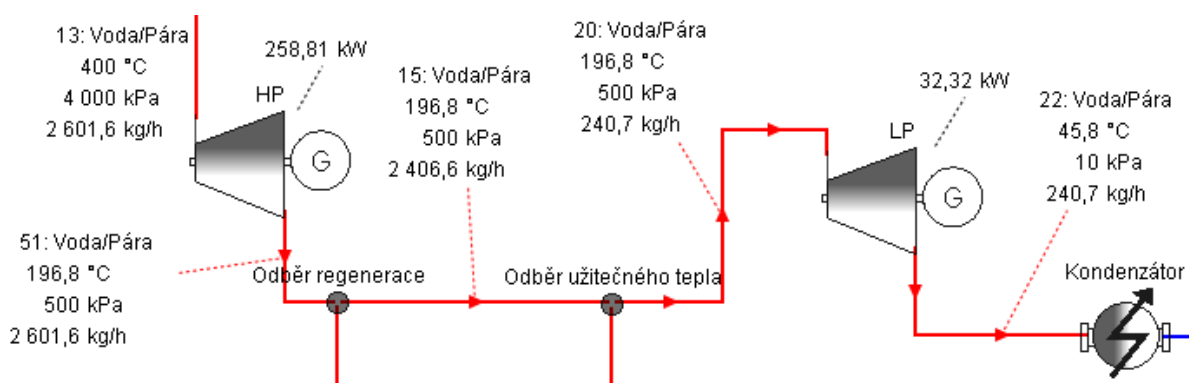 13: Voda/Pára
400 °C
4 000 kPa
2 601,6 kg/h
258,81 kW
HP
G
15: Voda/Pára
196,8 °C
500 kPa
2 406,6 kg/h
20: Voda/Pára
196,8 °C
500 kPa
240,7 kg/h
32,32 kW
LP
G
22: Voda/Pára
45,8 °C
10 kPa
240,7 kg/h
51: Voda/Pára
196,8 °C
500 kPa
2 601,6 kg/h
Odběr regenerace
Odběr užitečného tepla
Kondenzátor